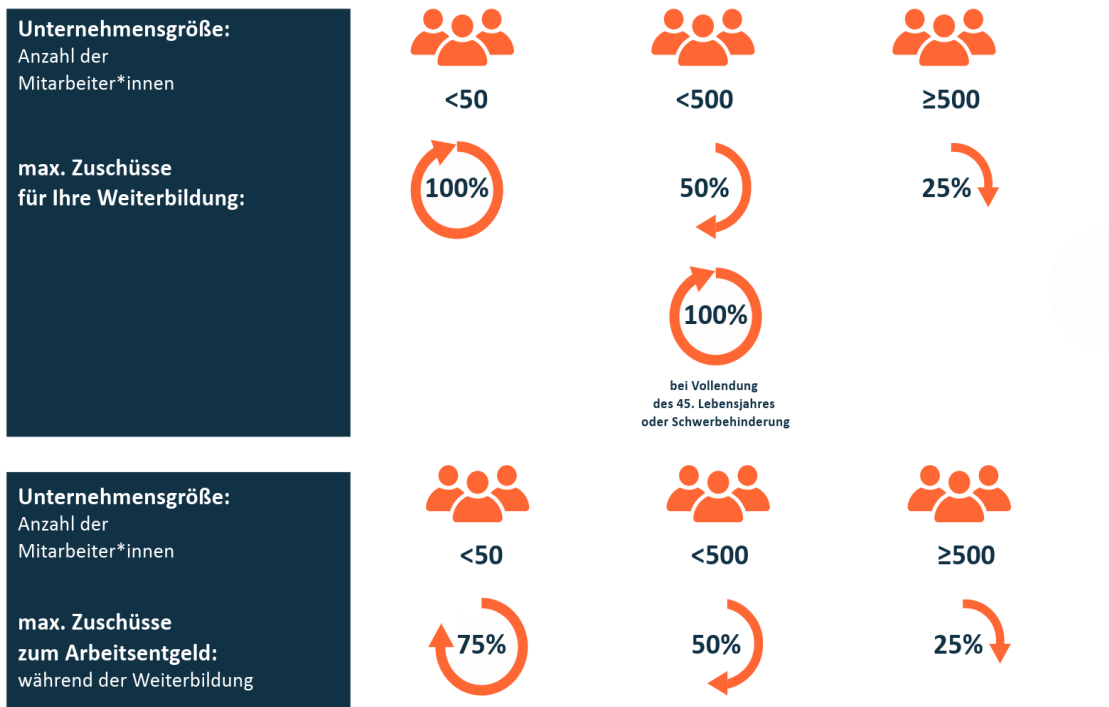 Unternehmensgröße:
Anzahl der
Mitarbeiter*innen
<50
<500
≥500
max. Zuschüsse
für Ihre Weiterbildung:
100%
50%
25%
100%
bei Vollendung
des 45. Lebensjahres
oder Schwerbehinderung
Unternehmensgröße:
Anzahl der
Mitarbeiter*innen
<50
<500
≥500
max. Zuschüsse
zum Arbeitsentgeld:
während der Weiterbildung
75%
50%
25%